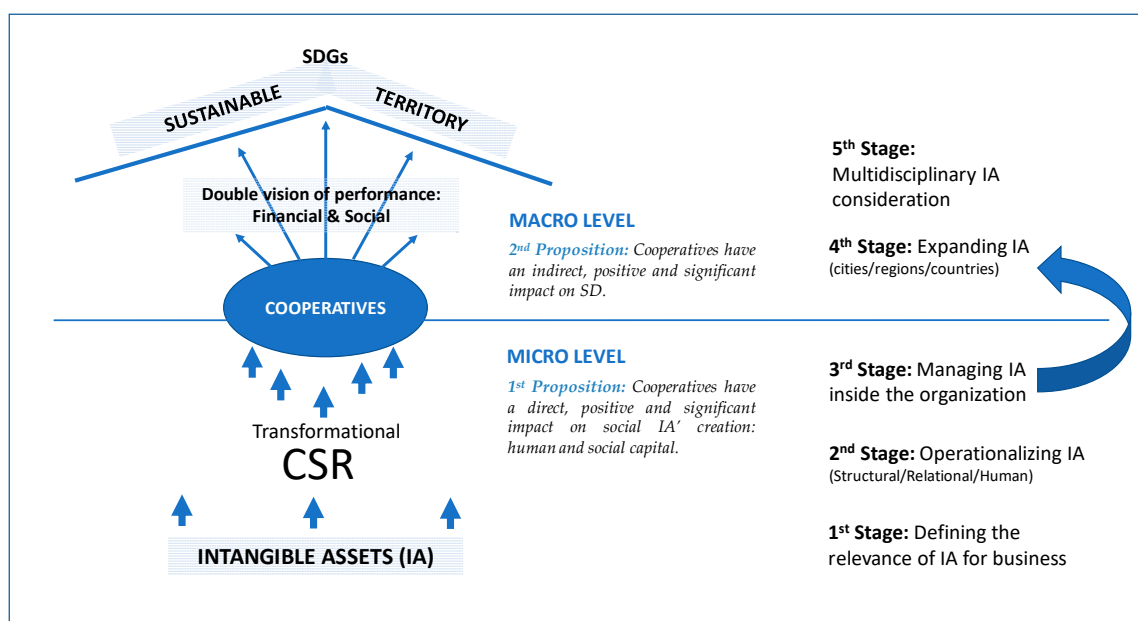 SDGs
SUSTAINABLE
TERRITORY
Double vision of performance:
Financial & Social
COOPERATIVES
Transformational
CSR
INTANGIBLE ASSETS (IA)
MACRO LEVEL
2nd Proposition: Cooperatives have
an indirect, positive and significant
impact on SD.
MICRO LEVEL
1st Proposition: Cooperatives have
a direct, positive and significant
impact on social IA' creation:
human and social capital.
5th Stage:
Multidisciplinary IA
consideration
4th Stage: Expanding IA
(cities/regions/countries)
3rd Stage: Managing IA
inside the organization
2nd Stage: Operationalizing IA
(Structural/Relational/Human)
1st Stage: Defining the
relevance of IA for business